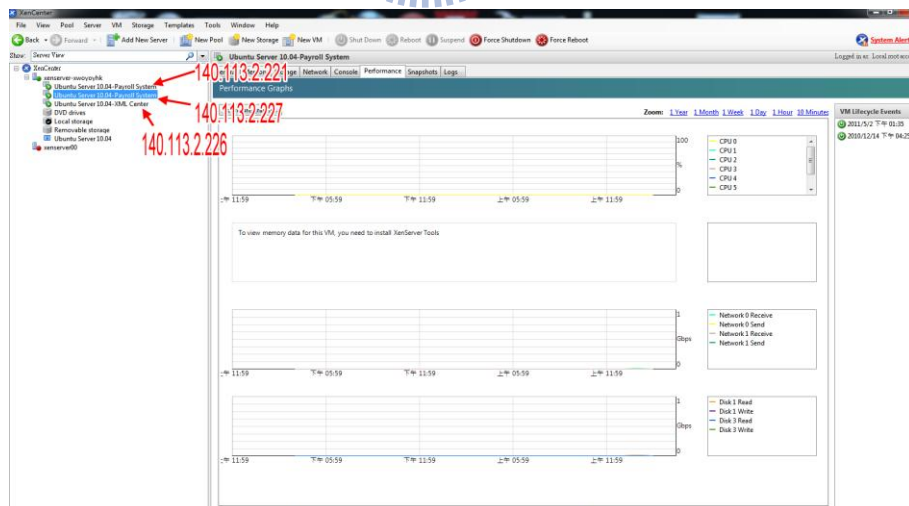 XenCenter
File View Pool Server VM Storage Templates Tools Window Help
Back Forward Add New Server New Pool New Storage New VM Shut Down Reboot Suspend Force Shutdown Force Reboot System Alert
Show: Server View
Ubuntu Server 10.04-Payroll System
Logged in as: Local root acc
XenCenter
xenserver-swoyoyhk
Ubuntu Server 10.04-Payroll System
Ubuntu Server 10.04-Payroll System
Ubuntu Server 10.04-XML Center
DVD drives
Local storage
Removable storage
Ubuntu Server 10.04
xenserver00
140.113.2.221
140.113.2.227
140.113.2.226
Network Console Performance Snapshots Logs
Performance Graphs
Zoom: 1 Year 1 Month 1 Week 1 Day 1 Hour 10 Minutes
100
%
0
CPU 0
CPU 1
CPU 2
CPU 3
CPU 4
CPU 5
上午 11:59 下午 05:59 下午 11:59 上午 05:59 上午 11:59
To view memory data for this VM, you need to install XenServer Tools
1
Gbps
0
Network 0 Receive
Network 0 Send
Network 1 Receive
Network 1 Send
上午 11:59 下午 05:59 下午 11:59 上午 05:59 上午 11:59
1
Gbps
0
Disk 1 Read
Disk 1 Write
Disk 3 Read
Disk 3 Write
上午 11:59 下午 05:59 下午 11:59 上午 05:59 上午 11:59
VM Lifecycle Events
2011/5/2 下午 01:35
2010/12/14 下午 04:25